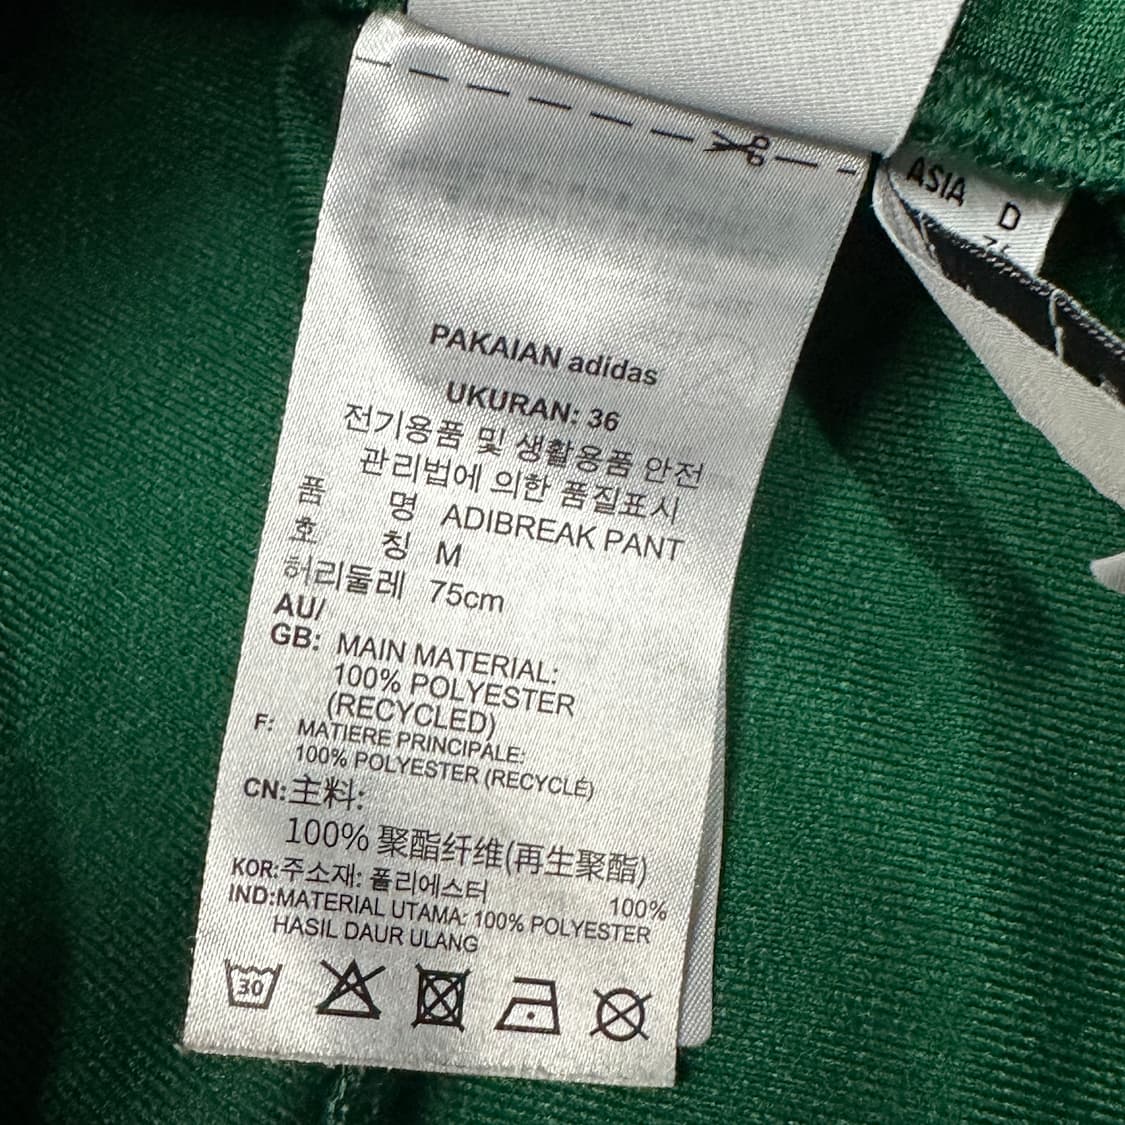 ASIA D
PAKAIAN adidas
UKURAN: 36
전기용품 및 생활용품 안전
관리법에 의한 품질표시
품 명 ADIBREAK PANT
호 칭 M
허리둘레 75cm
AU/
GB: MAIN MATERIAL:
100% POLYESTER
(RECYCLED)
F: MATIERE PRINCIPALE:
100% POLYESTER (RECYCLÉ)
CN:主料:
100% 聚酯纤维(再生聚酯)
KOR:주소재: 폴리에스터 100%
IND:MATERIAL UTAMA: 100% POLYESTER
HASIL DAUR ULANG
30